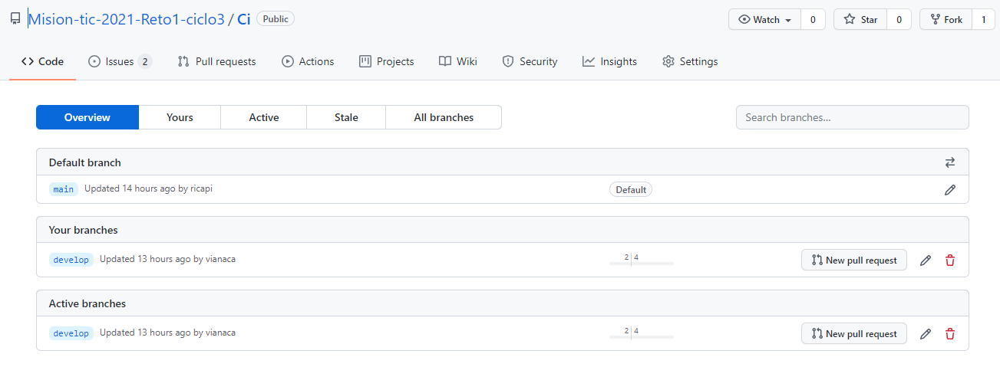 Mision-tic-2021-Reto1-ciclo3 / Ci Public Watch 0 Star 0 Fork 1
Code Issues 2 Pull requests Actions Projects Wiki Security Insights Settings
Overview Yours Active Stale All branches Search branches...
Default branch
main Updated 14 hours ago by ricapi Default
Your branches
develop Updated 13 hours ago by vianaca 2 4 New pull request
Active branches
develop Updated 13 hours ago by vianaca 2 4 New pull request